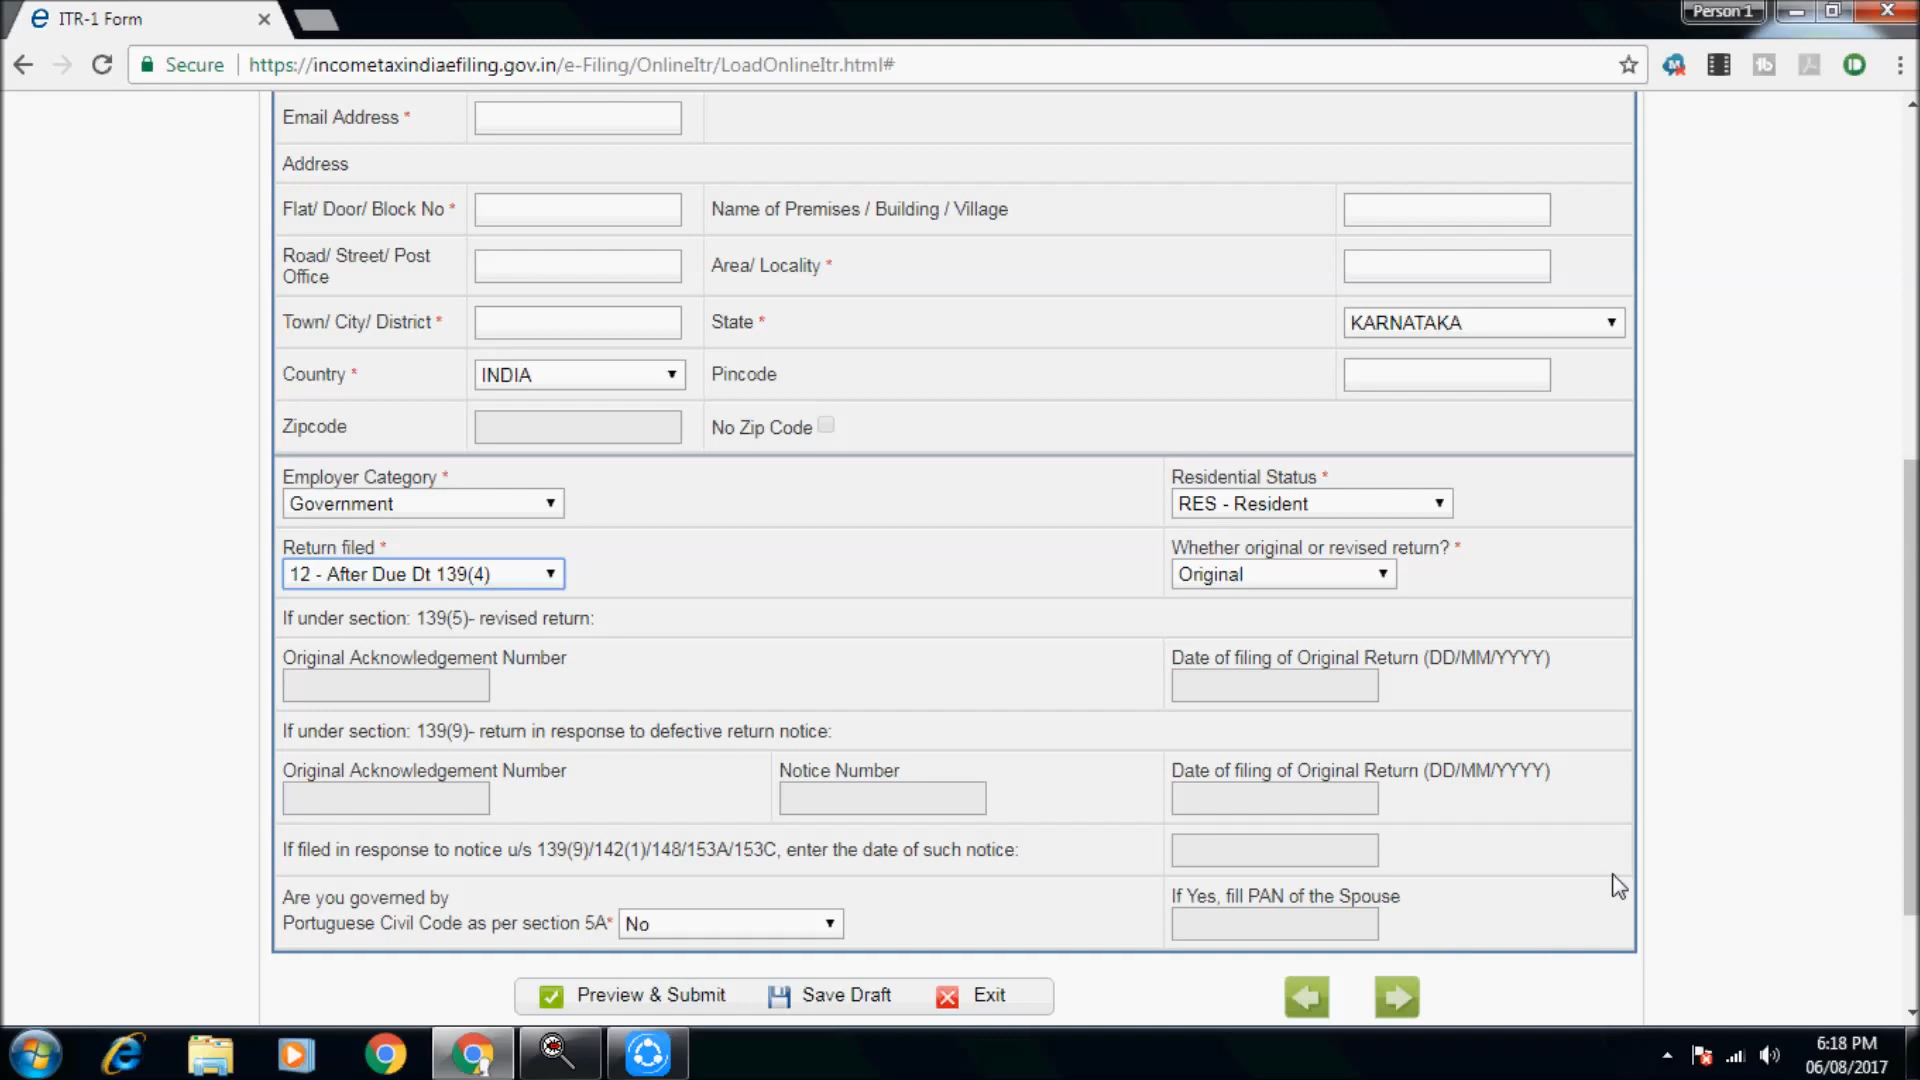 ITR-1 Form
Person 1
Secure
https://incometaxindiaefiling.gov.in/e-Filing/OnlineItr/LoadOnlineItr.html#
Email Address *
Address
Flat/ Door/ Block No *
Name of Premises / Building / Village
Road/ Street/ Post
Office
Area/ Locality *
Town/ City/ District *
State *
KARNATAKA
Country *
INDIA
Pincode
Zipcode
No Zip Code
Employer Category *
Residential Status *
Government
RES - Resident
Return filed *
Whether original or revised return? *
12 - After Due Dt 139(4)
Original
If under section: 139(5)- revised return:
Original Acknowledgement Number
Date of filing of Original Return (DD/MM/YYYY)
If under section: 139(9)- return in response to defective return notice:
Original Acknowledgement Number
Notice Number
Date of filing of Original Return (DD/MM/YYYY)
If filed in response to notice u/s 139(9)/142(1)/148/153A/153C, enter the date of such notice:
Are you governed by
Portuguese Civil Code as per section 5A*
No
If Yes, fill PAN of the Spouse
Preview & Submit
Save Draft
Exit
6:18 PM
06/08/2017